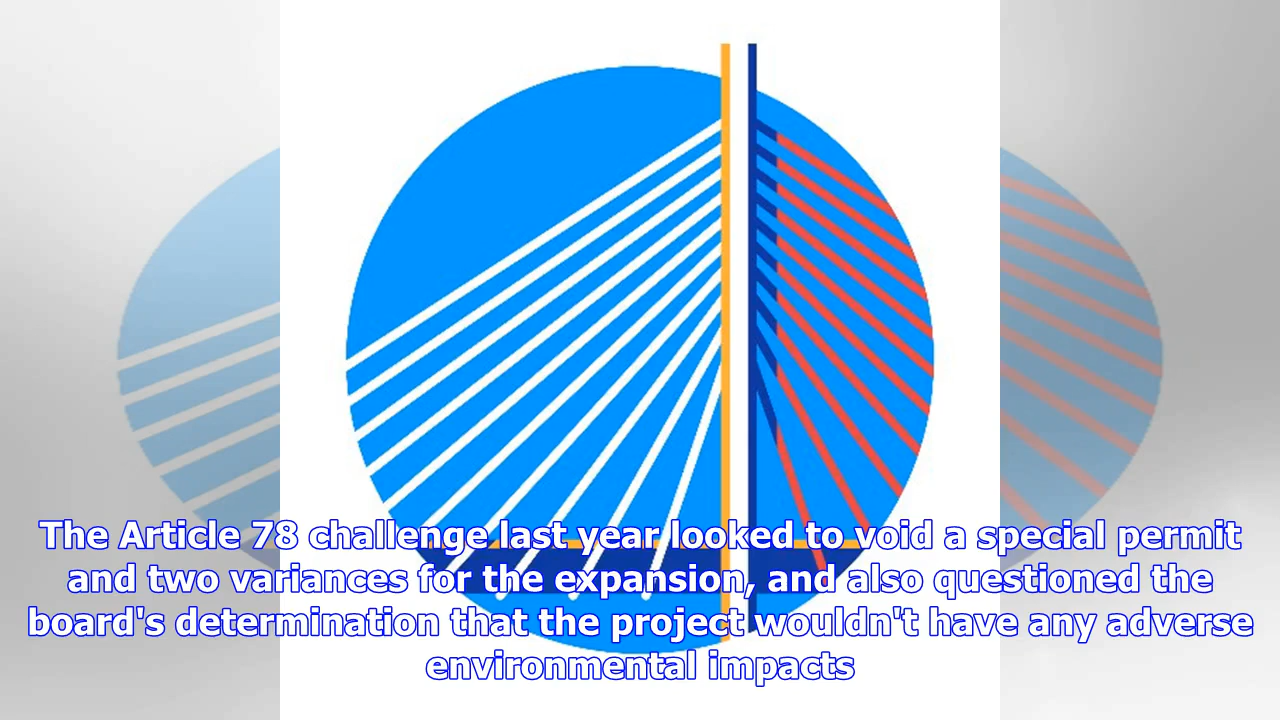 The Article 78 challenge last year looked to void a special permit
and two variances for the expansion, and also questioned the
board's determination that the project wouldn't have any adverse
environmental impacts